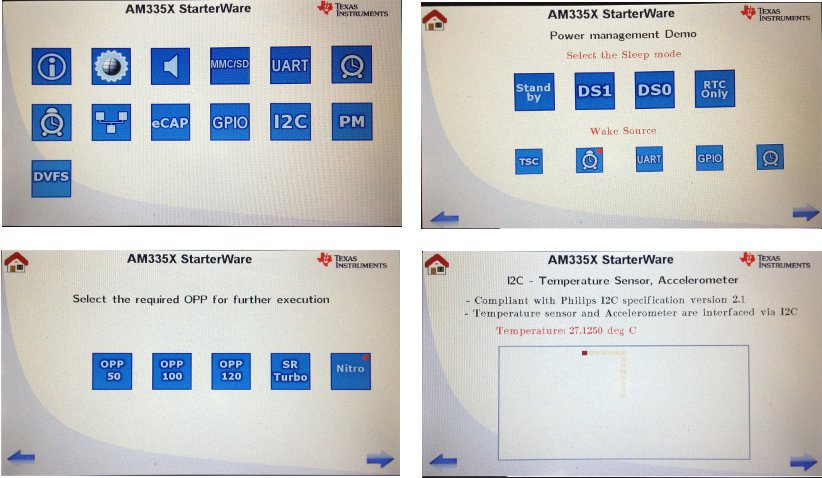 AM335X StarterWare
TEXAS
INSTRUMENTS
MMC/SD
UART
eCAP
GPIO
I2C
PM
DVFS
AM335X StarterWare
TEXAS
INSTRUMENTS
Power management Demo
Select the Sleep mode
Stand
by
DS1
DS0
RTC
Only
Wake Source
TSC
UART
GPIO
AM335X StarterWare
TEXAS
INSTRUMENTS
Select the required OPP for further execution
OPP
50
OPP
100
OPP
120
SR
Turbo
Nitro
AM335X StarterWare
TEXAS
INSTRUMENTS
I2C - Temperature Sensor, Accelerometer
- Compliant with Philips I2C specification version 2.1
- Temperature sensor and Accelerometer are interfaced via I2C
Temperature: 27.1250 deg C